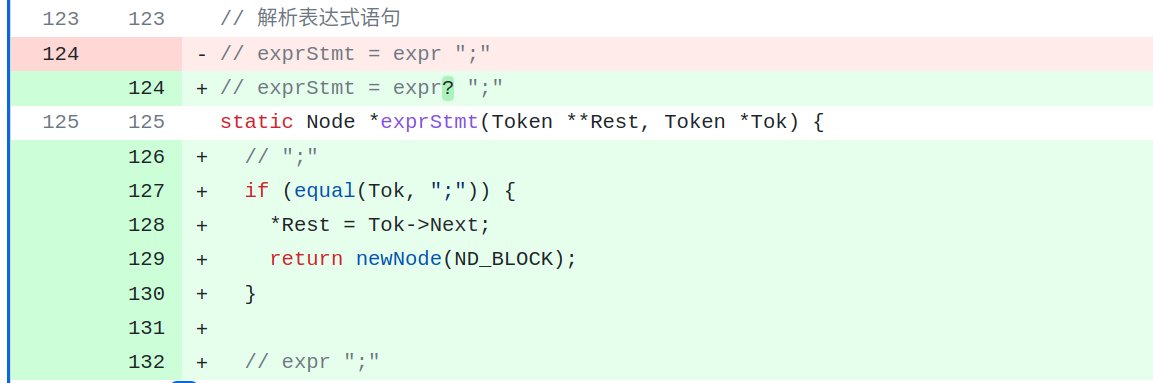 123 123 // 解析表达式语句
124 - // exprStmt = expr ";"
124 + // exprStmt = expr? ";"
125 125 static Node *exprStmt(Token **Rest, Token *Tok) {
126 + // ";"
127 + if (equal(Tok, ";")) {
128 + *Rest = Tok->Next;
129 + return newNode(ND_BLOCK);
130 + }
131 +
132 + // expr ";"